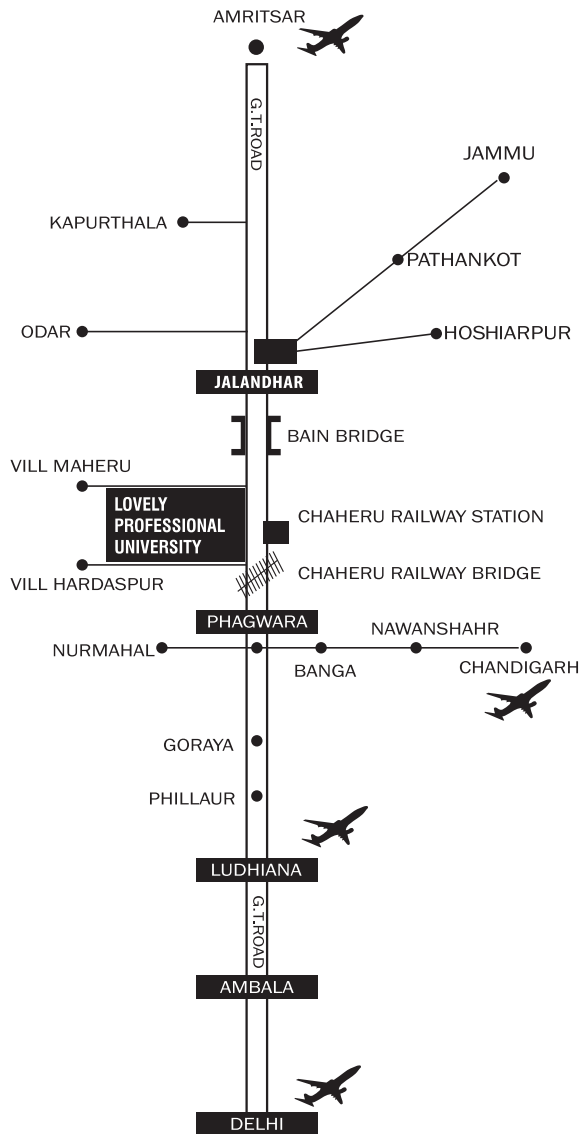 AMRITSAR
G.T.ROAD
JAMMU
KAPURTHALA
PATHANKOT
ODAR
HOSHIARPUR
JALANDHAR
BAIN BRIDGE
VILL MAHERU
LOVELY
PROFESSIONAL
UNIVERSITY
CHAHERU RAILWAY STATION
VILL HARDASPUR
CHAHERU RAILWAY BRIDGE
PHAGWARA
NURMAHAL
BANGA
NAWANSHAHR
CHANDIGARH
GORAYA
PHILLAUR
LUDHIANA
G.T.ROAD
AMBALA
DELHI